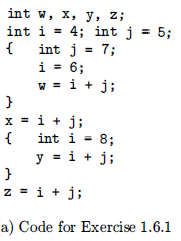 int w, x, y, z;
int i = 4; int j = 5;
{ int j = 7;
i = 6;
w = i + j;
}
x = i + j;
{ int i = 8;
y = i + j;
}
z = i + j;
a) Code for Exercise 1.6.1